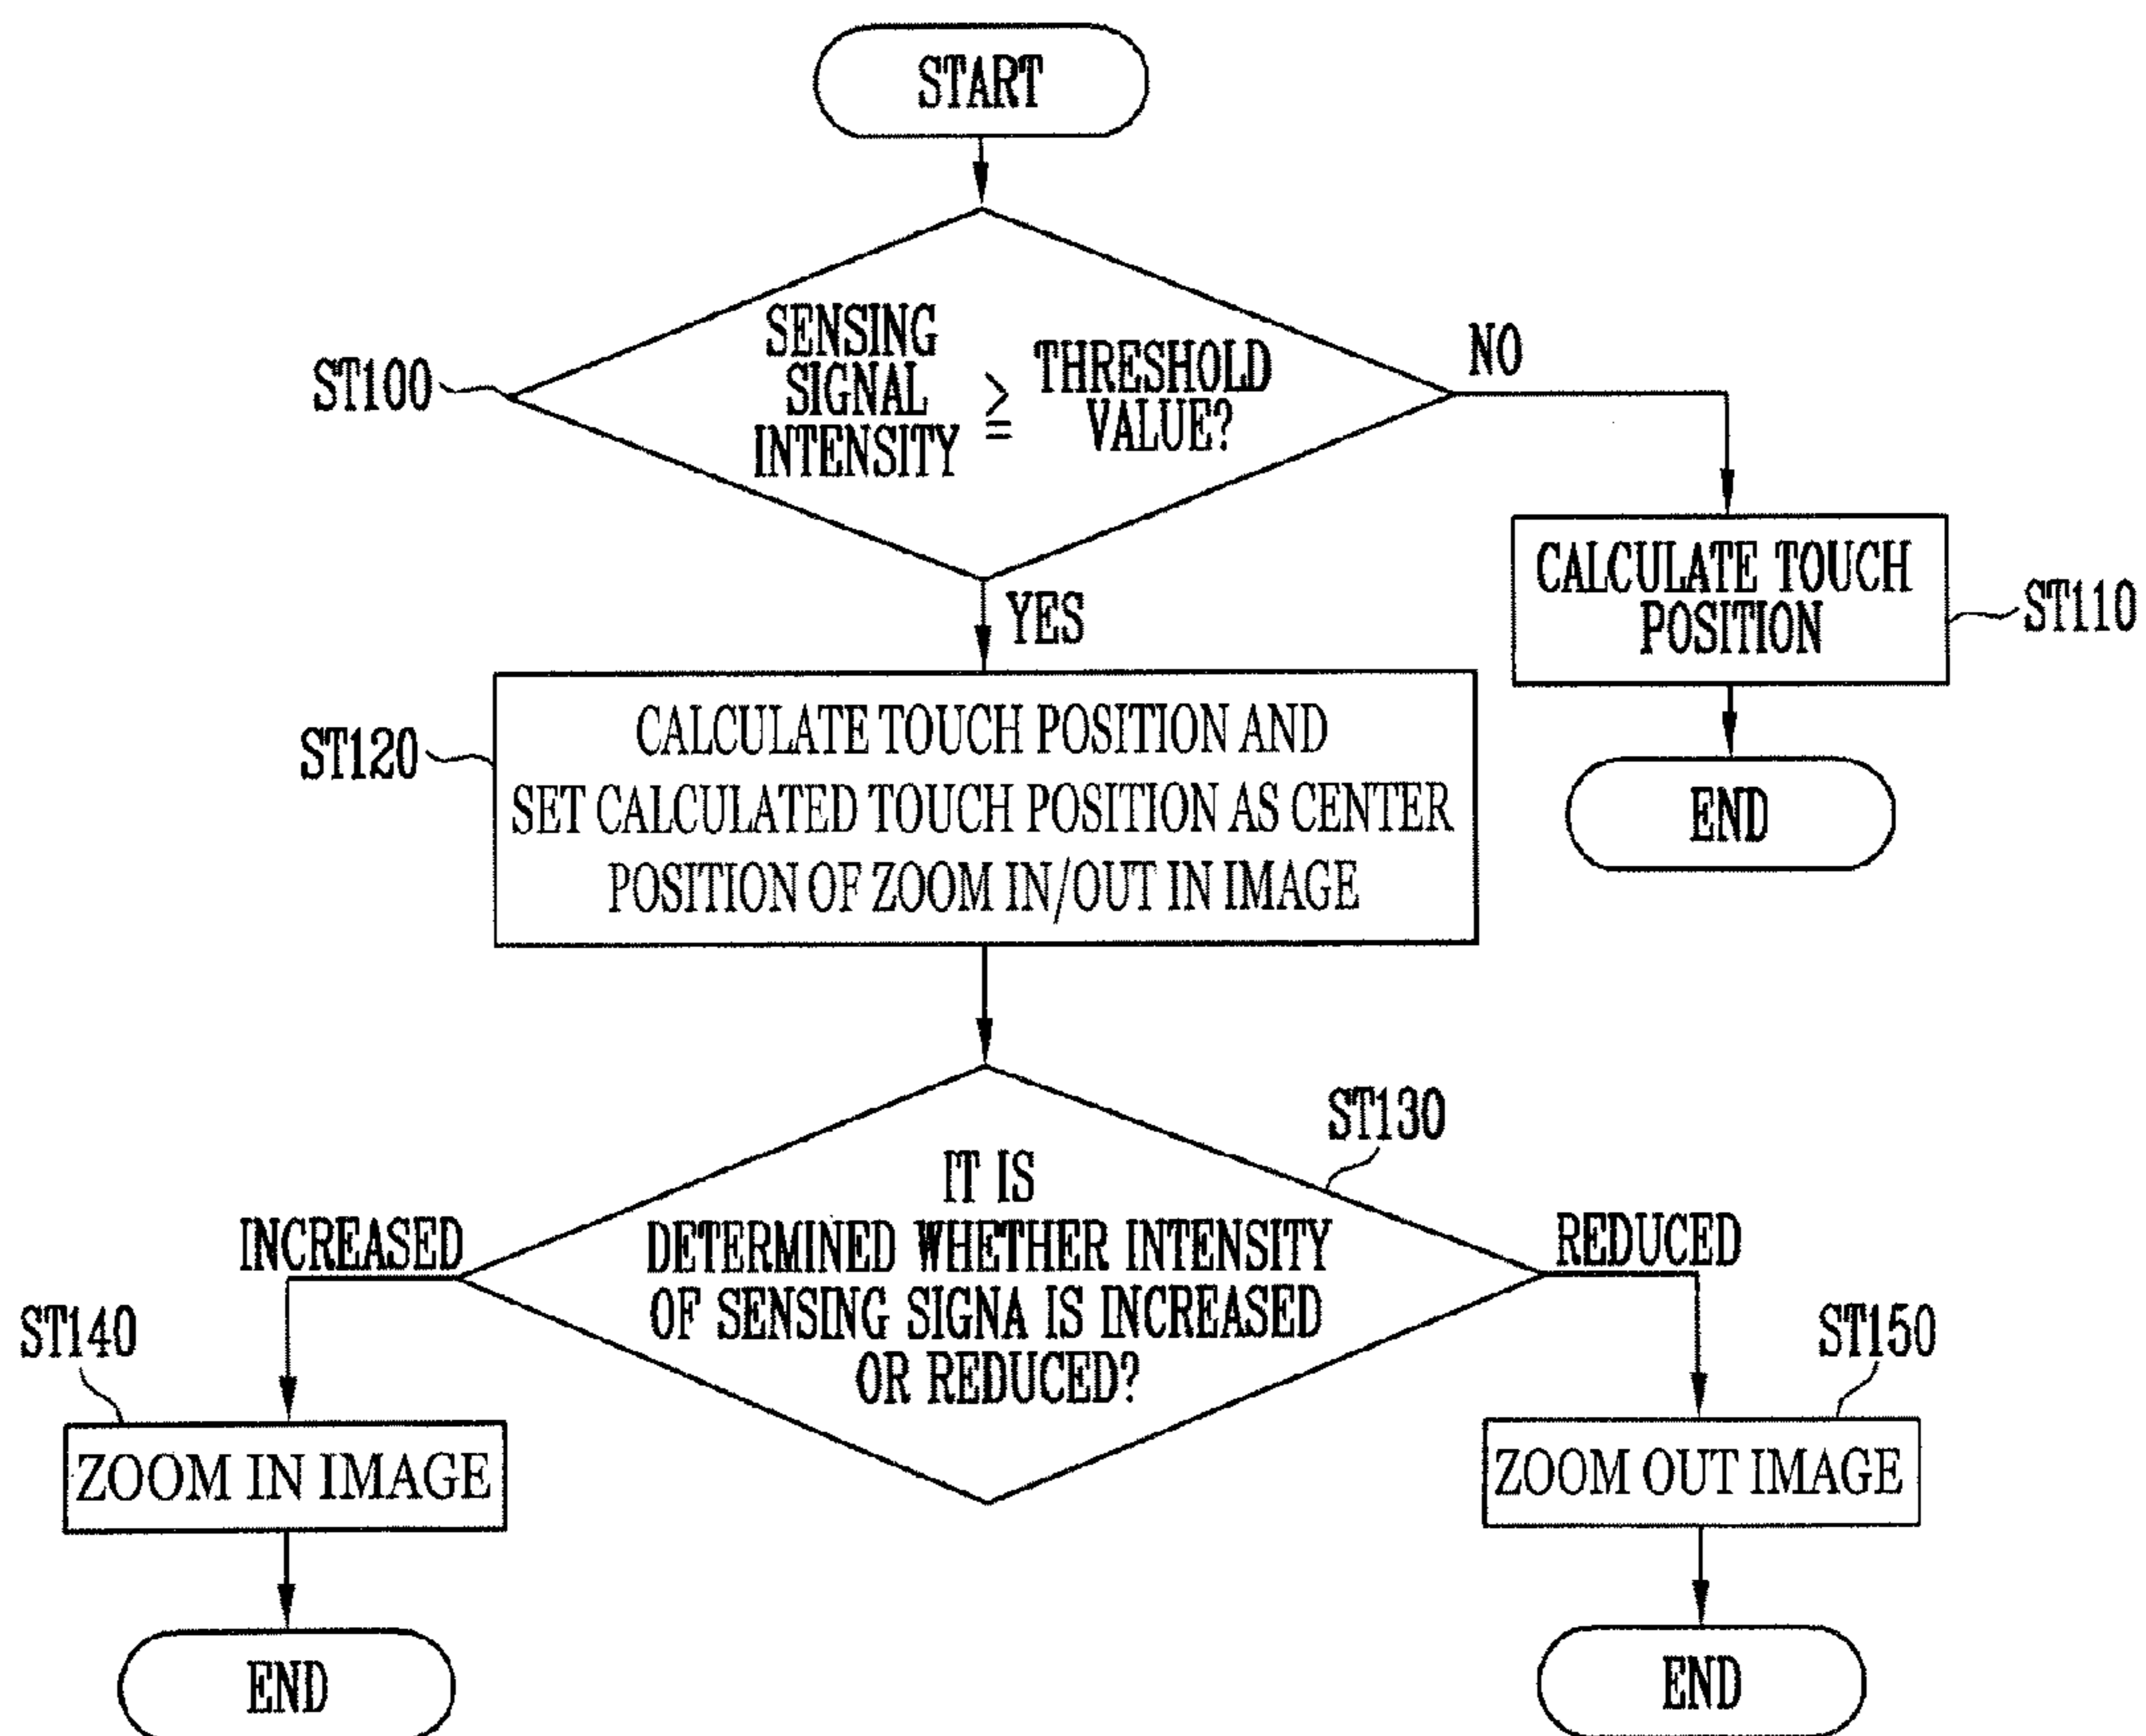 START
ST100
SENSING
SIGNAL
INTENSITY
≧
THRESHOLD
VALUE?
NO
YES
CALCULATE TOUCH
POSITION
ST110
END
ST120
CALCULATE TOUCH POSITION AND
SET CALCULATED TOUCH POSITION AS CENTER
POSITION OF ZOOM IN/OUT IN IMAGE
ST130
IT IS
DETERMINED WHETHER INTENSITY
OF SENSING SIGNA IS INCREASED
OR REDUCED?
INCREASED
REDUCED
ST140
ZOOM IN IMAGE
END
ST150
ZOOM OUT IMAGE
END